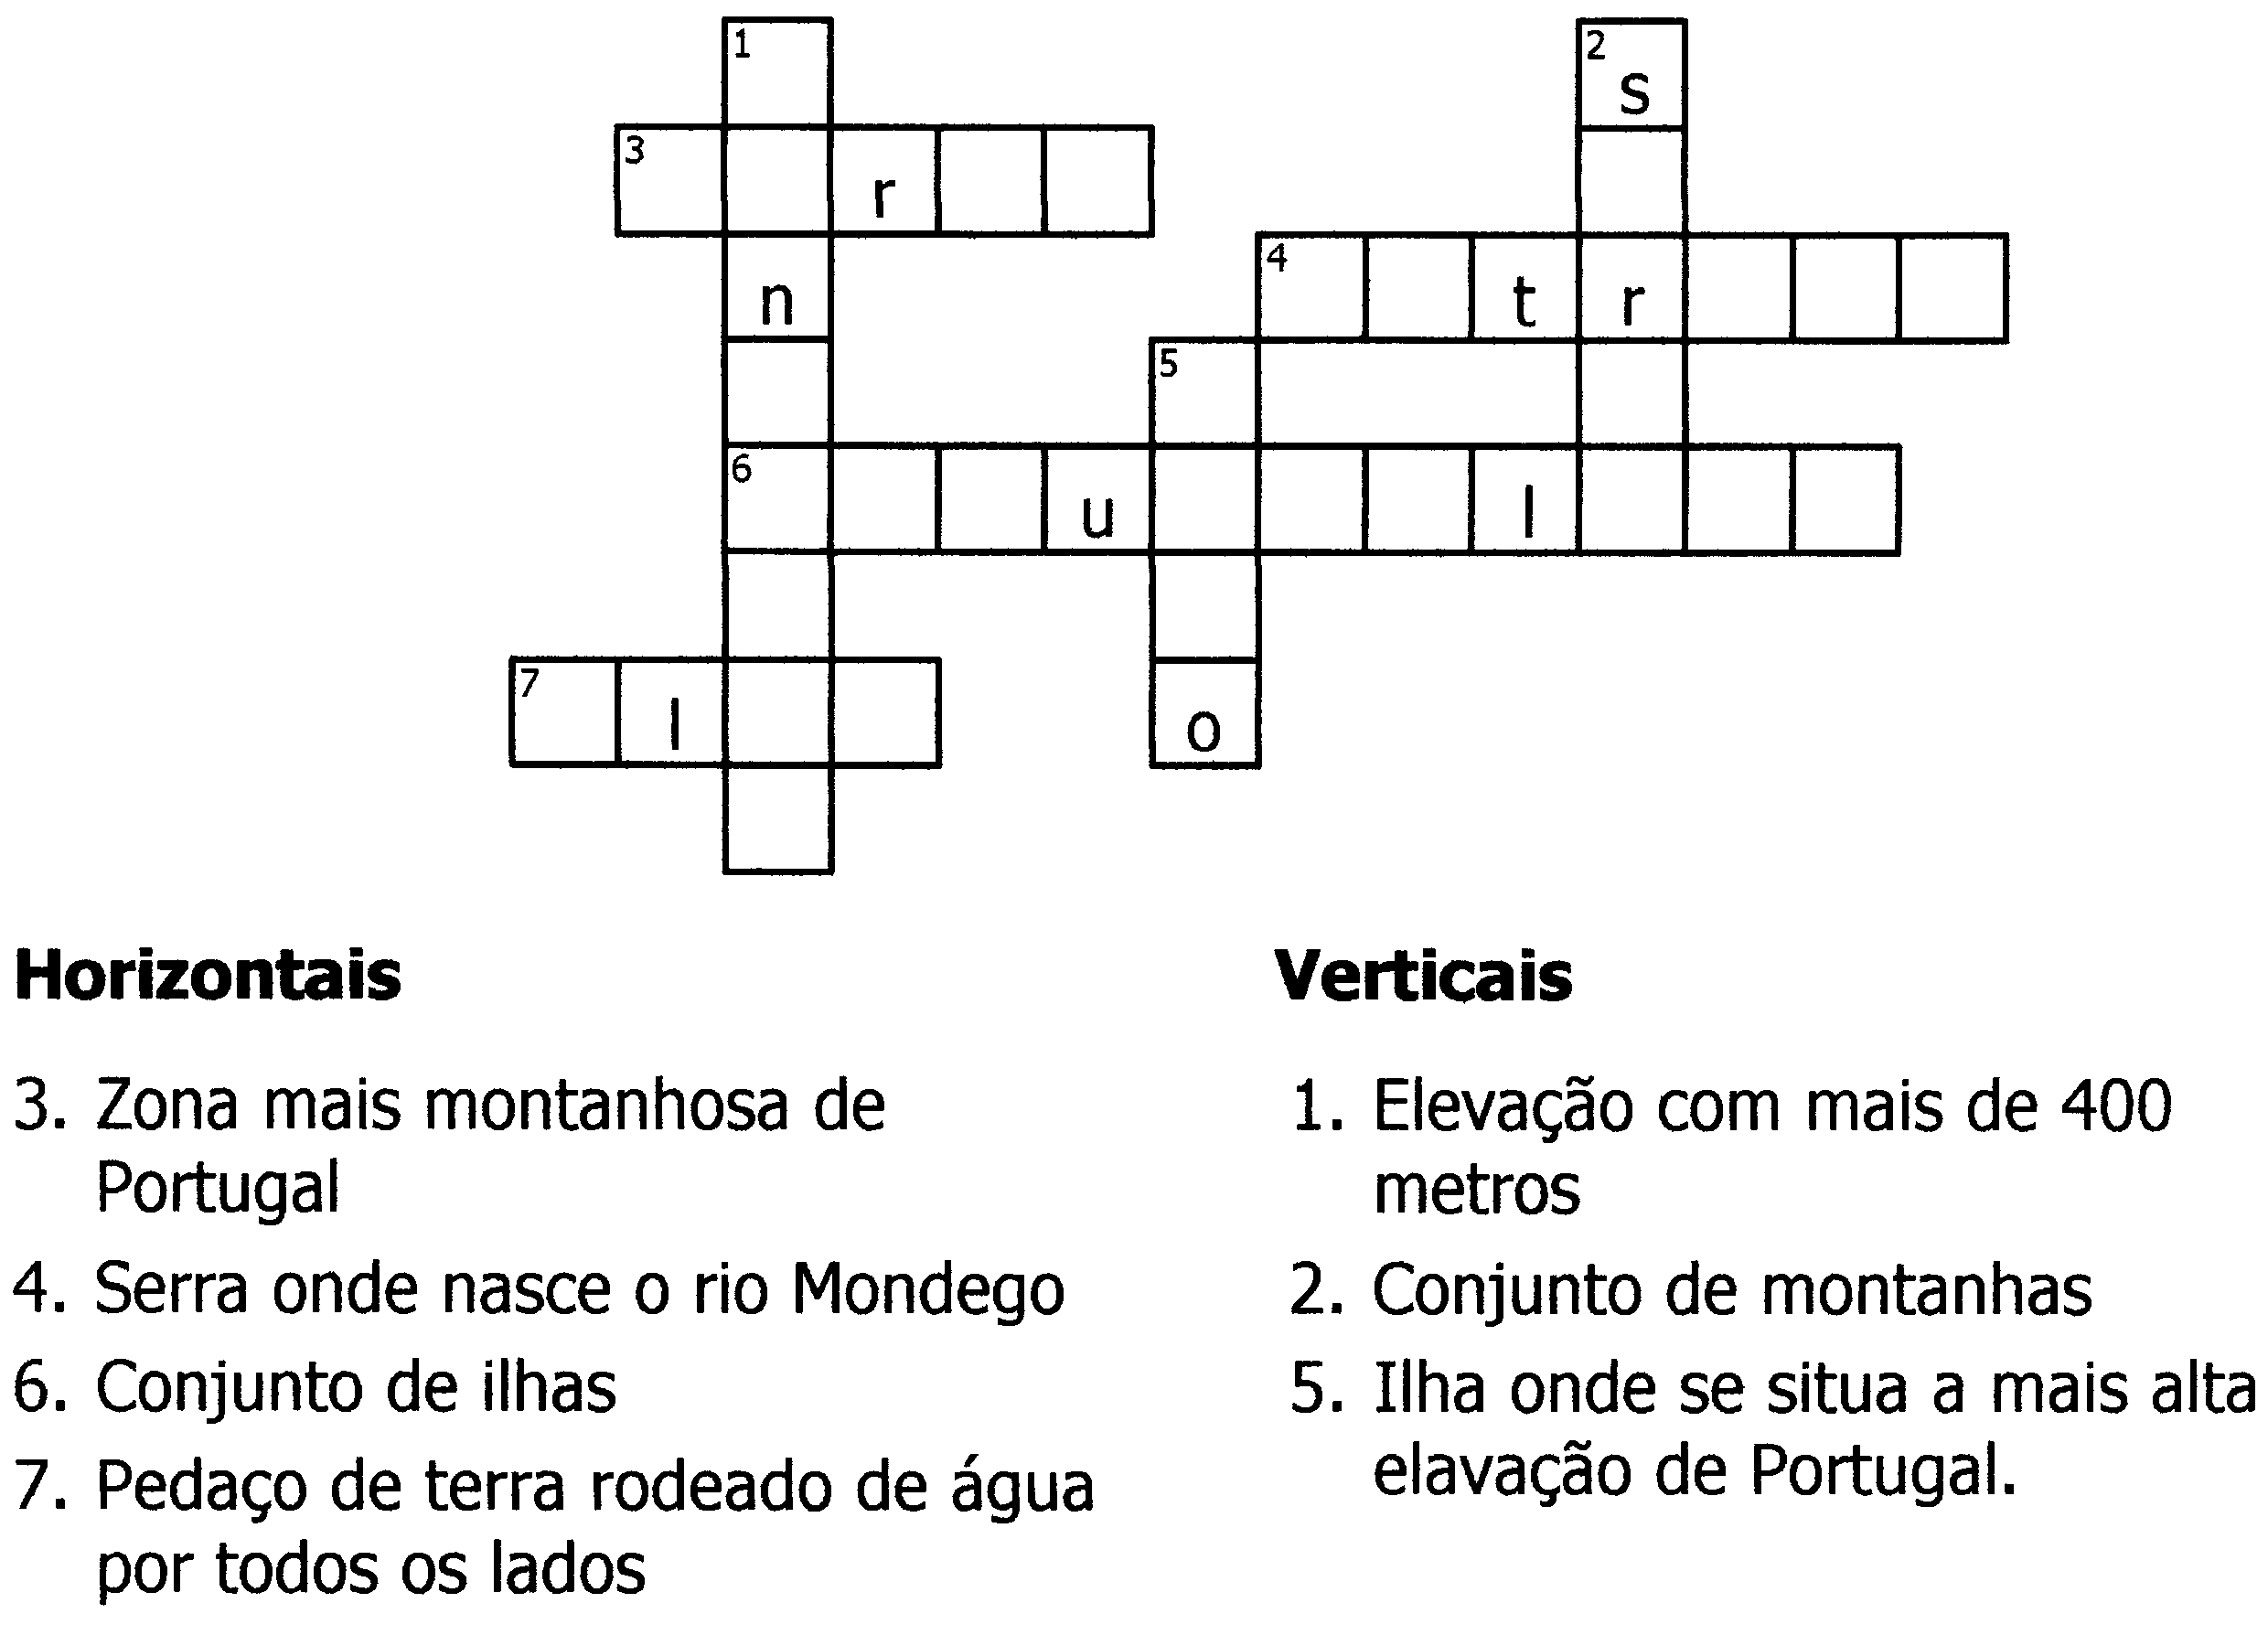 1
2
s
3
r
n
4
t r
5
6
u l
7
l
o
Horizontais
3. Zona mais montanhosa de
Portugal
4. Serra onde nasce o rio Mondego
6. Conjunto de ilhas
7. Pedaço de terra rodeado de água
por todos os lados
Verticais
1. Elevação com mais de 400
metros
2. Conjunto de montanhas
5. Ilha onde se situa a mais alta
elavação de Portugal.